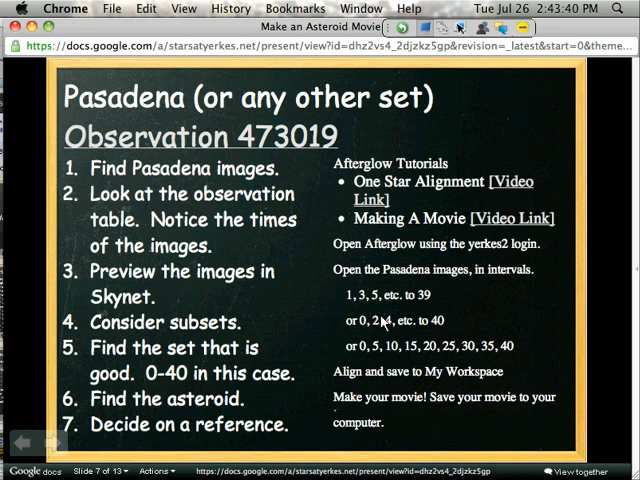 Chrome File Edit View History Bookmarks Window Help Tue Jul 26 2:43:40 PM
Make an Asteroid Movie
https://docs.google.com/a/starsatyerkes.net/present/view?id=dhz2vs4_2djzkz5gp&revision=_latest&start=0&theme...
Pasadena (or any other set)
Observation 473019
1. Find Pasadena images.
2. Look at the observation
table. Notice the times
of the images.
3. Preview the images in
Skynet.
4. Consider subsets.
5. Find the set that is
good. 0-40 in this case.
6. Find the asteroid.
7. Decide on a reference.
Afterglow Tutorials
• One Star Alignment [Video
Link]
• Making A Movie [Video Link]
Open Afterglow using the yerkes2 login.
Open the Pasadena images, in intervals.
1, 3, 5, etc. to 39
or 0, 2, 4, etc. to 40
or 0, 5, 10, 15, 20, 25, 30, 35, 40
Align and save to My Workspace
Make your movie! Save your movie to your
computer.
Google docs Slide 7 of 13 Actions https://docs.google.com/a/starsatyerkes.net/present/view?id=dhz2vs4_2djzkz5gp View together